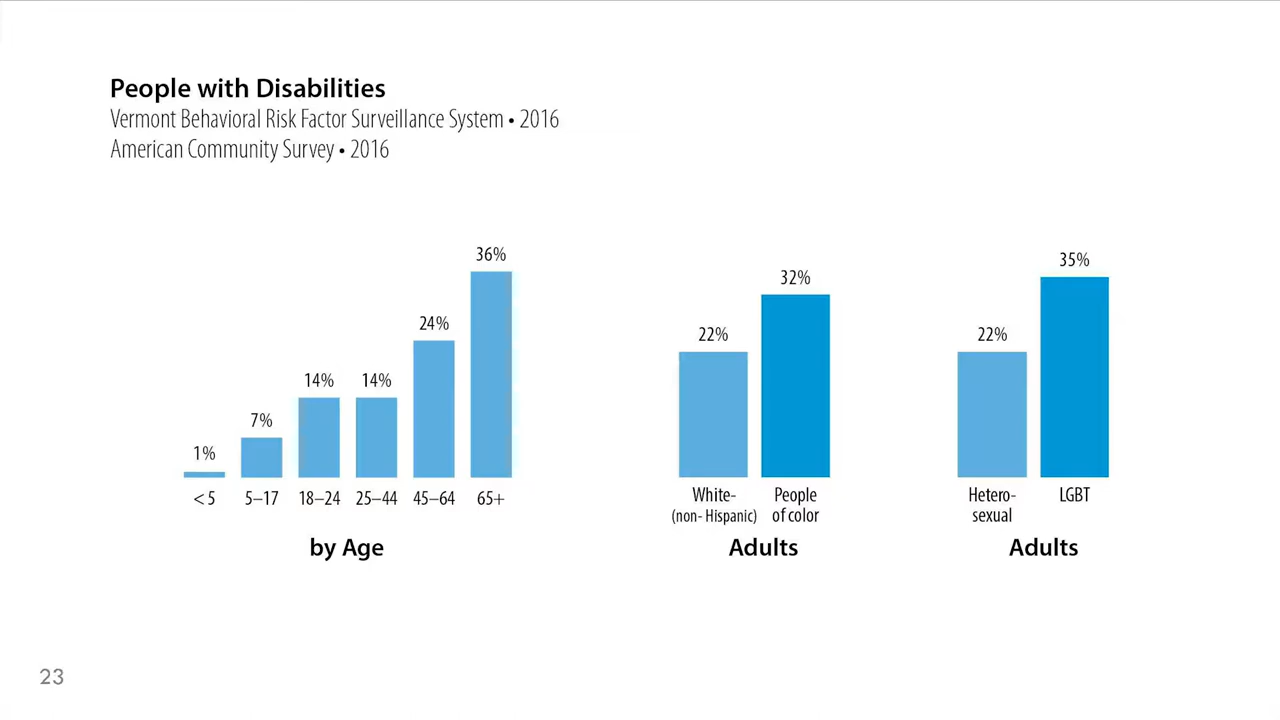 People with Disabilities
Vermont Behavioral Risk Factor Surveillance System • 2016
American Community Survey • 2016
1%
7%
14%
14%
24%
36%
< 5
5–17
18–24
25–44
45–64
65+
by Age
22%
32%
White-
(non- Hispanic)
People
of color
Adults
22%
35%
Hetero-
sexual
LGBT
Adults
23